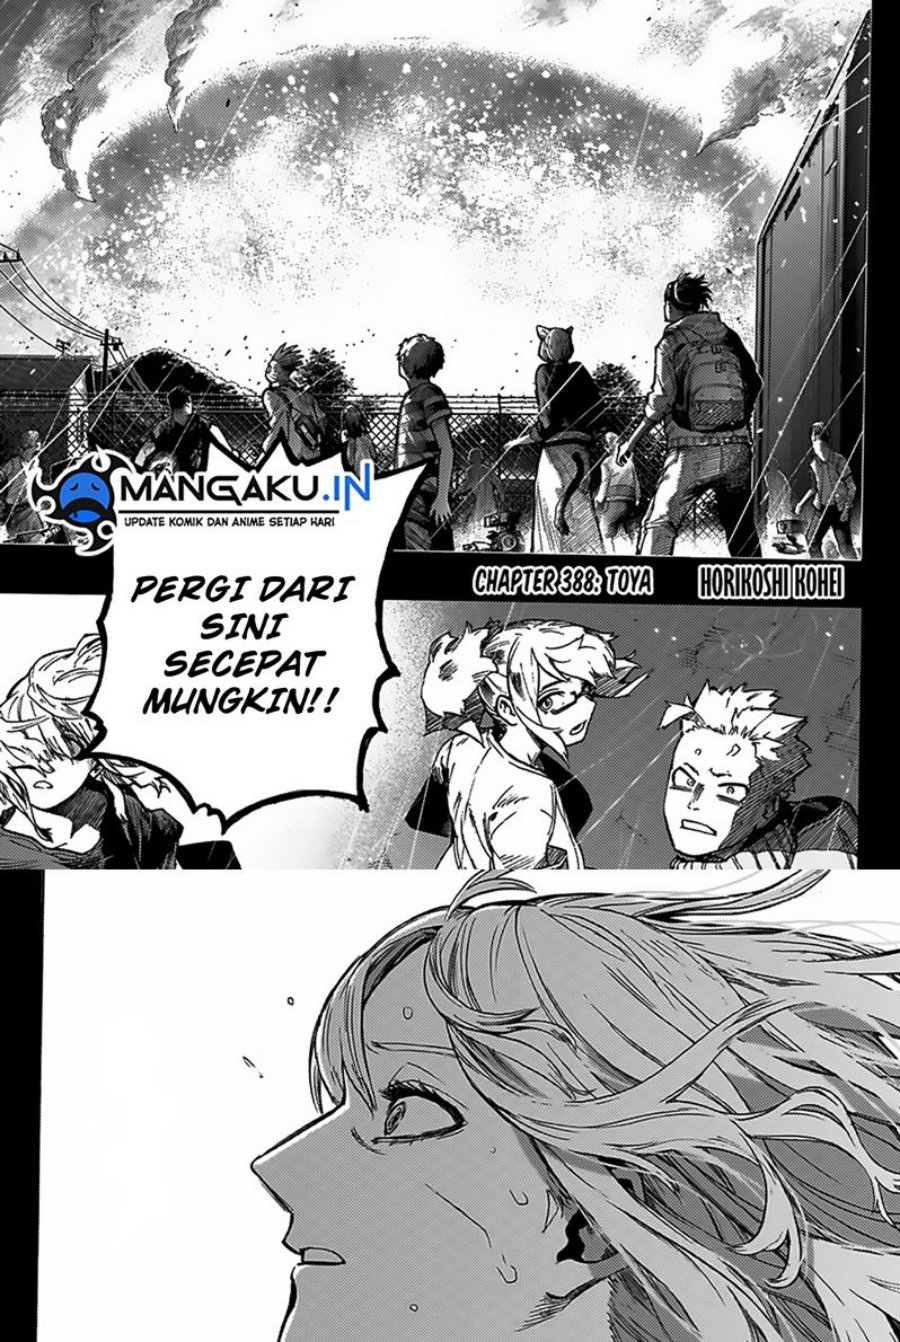 MANGAKU.IN
UPDATE KOMIK DAN ANIME SETIAP HARI
CHAPTER 388: TOYA
HORIKOSHI KOHEI
PERGI DARI
SINI
SECEPAT
MUNGKIN!!